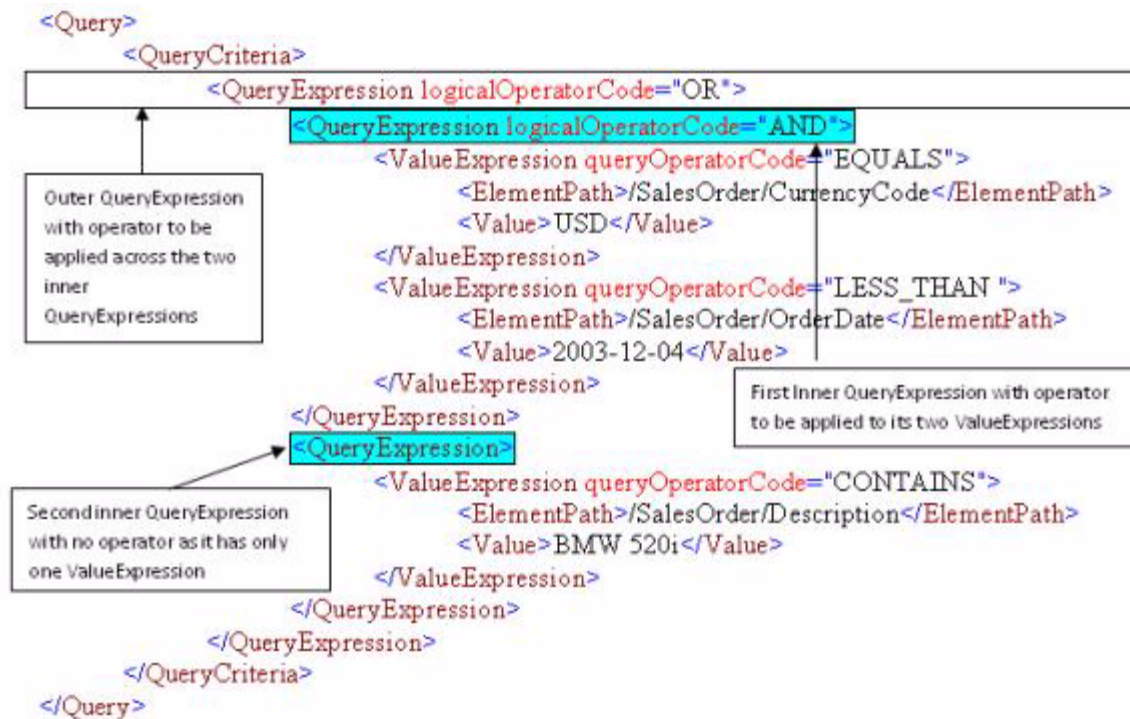 <Query>
<QueryCriteria>
<QueryExpression logicalOperatorCode="OR">
<QueryExpression logicalOperatorCode="AND">
<ValueExpression queryOperatorCode="EQUALS">
<ElementPath>/SalesOrder/CurrencyCode</ElementPath>
<Value>USD</Value>
</ValueExpression>
<ValueExpression queryOperatorCode="LESS_THAN ">
<ElementPath>/SalesOrder/OrderDate</ElementPath>
<Value>2003-12-04</Value>
</ValueExpression>
</QueryExpression>
<QueryExpression>
<ValueExpression queryOperatorCode="CONTAINS">
<ElementPath>/SalesOrder/Description</ElementPath>
<Value>BMW 520i</Value>
</ValueExpression>
</QueryExpression>
</QueryExpression>
</QueryCriteria>
</Query>
Outer QueryExpression
with operator to be
applied across the two
inner
QueryExpressions
First Inner QueryExpression with operator
to be applied to its two ValueExpressions
Second inner QueryExpression
with no operator as it has only
one ValueExpression